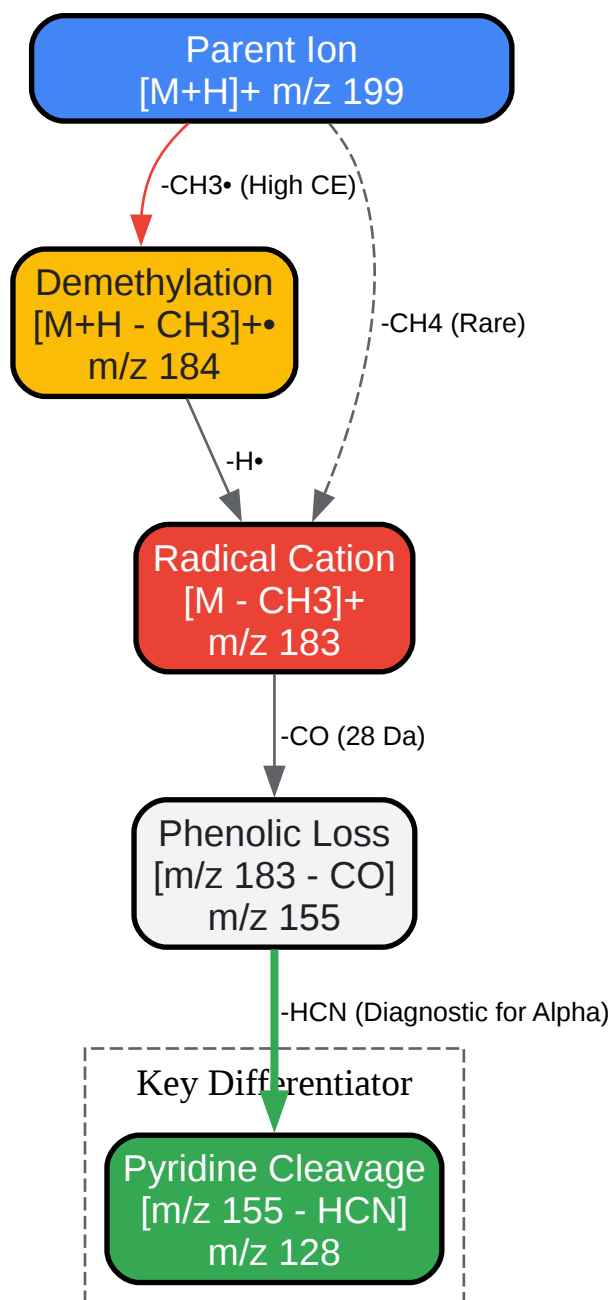 Parent Ion
[M+H]+ m/z 199
-CH3• (High CE)
Demethylation
[M+H - CH3]+•
m/z 184
-CH4 (Rare)
-H•
Radical Cation
[M - CH3]+
m/z 183
-CO (28 Da)
Phenolic Loss
[m/z 183 - CO]
m/z 155
-HCN (Diagnostic for Alpha)
Key Differentiator
Pyridine Cleavage
[m/z 155 - HCN]
m/z 128